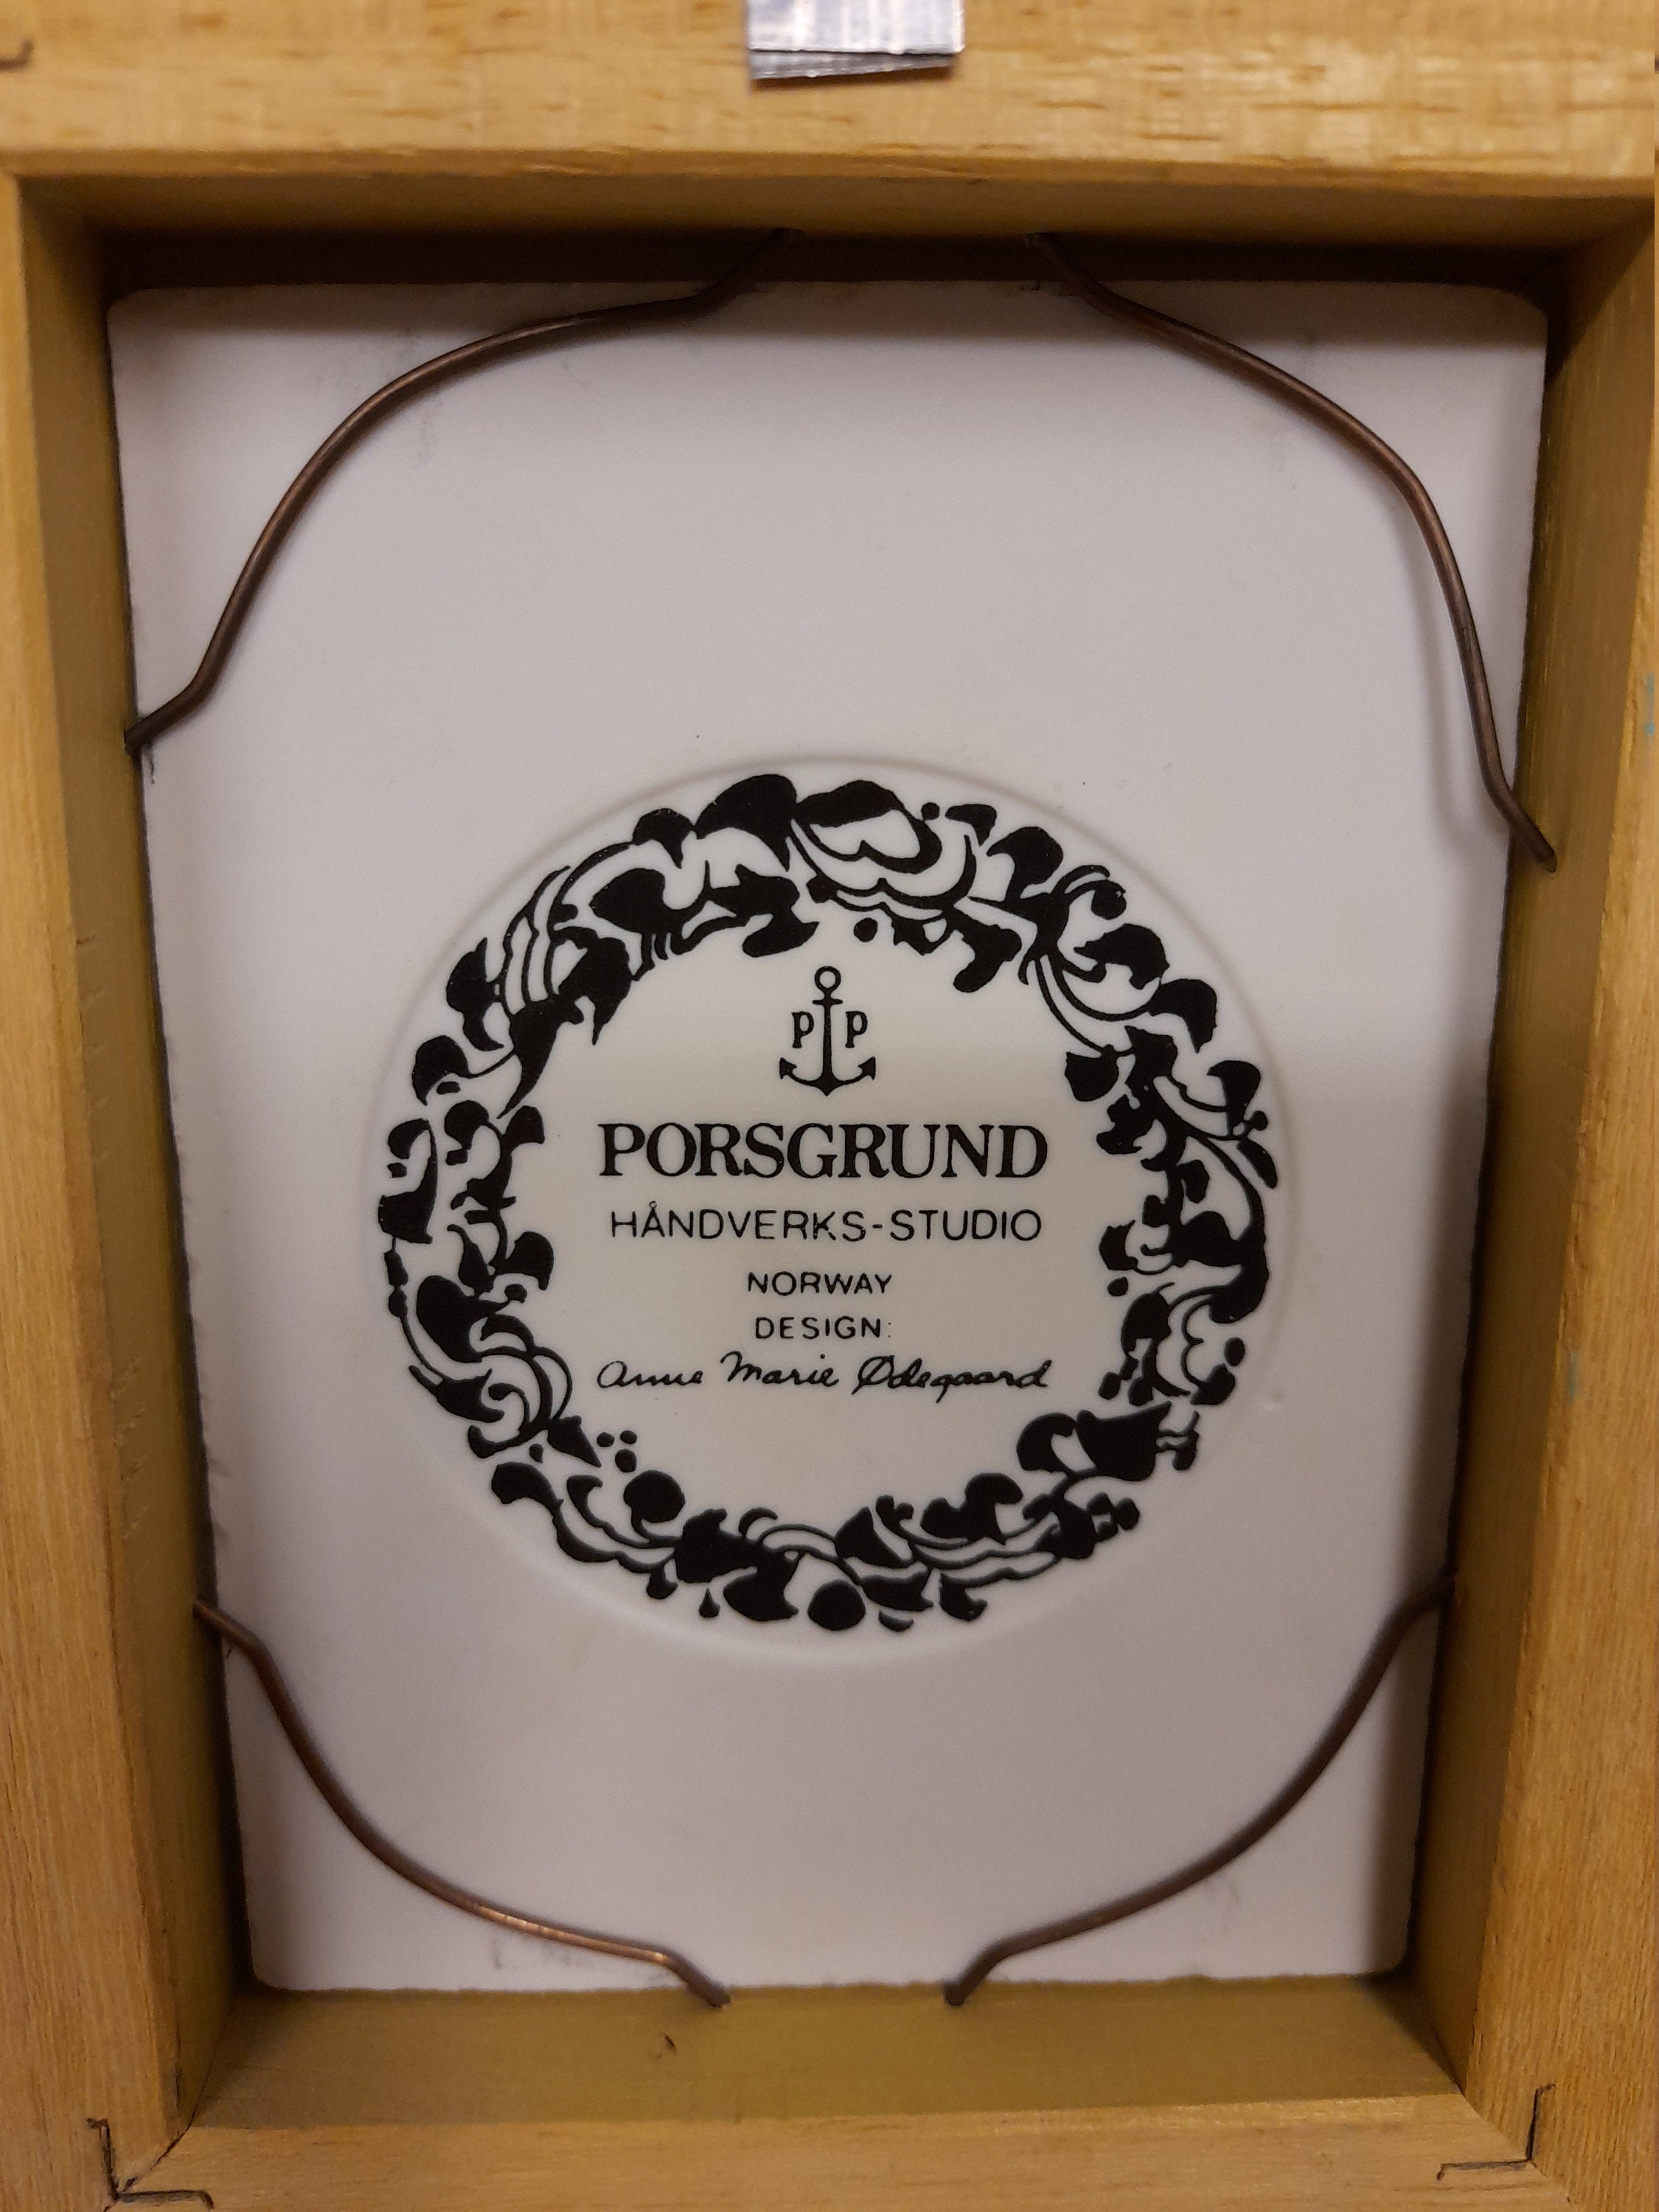 P P
PORSGRUND
HÅNDVERKS-STUDIO
NORWAY
DESIGN:
Anne Marie Ødegaard